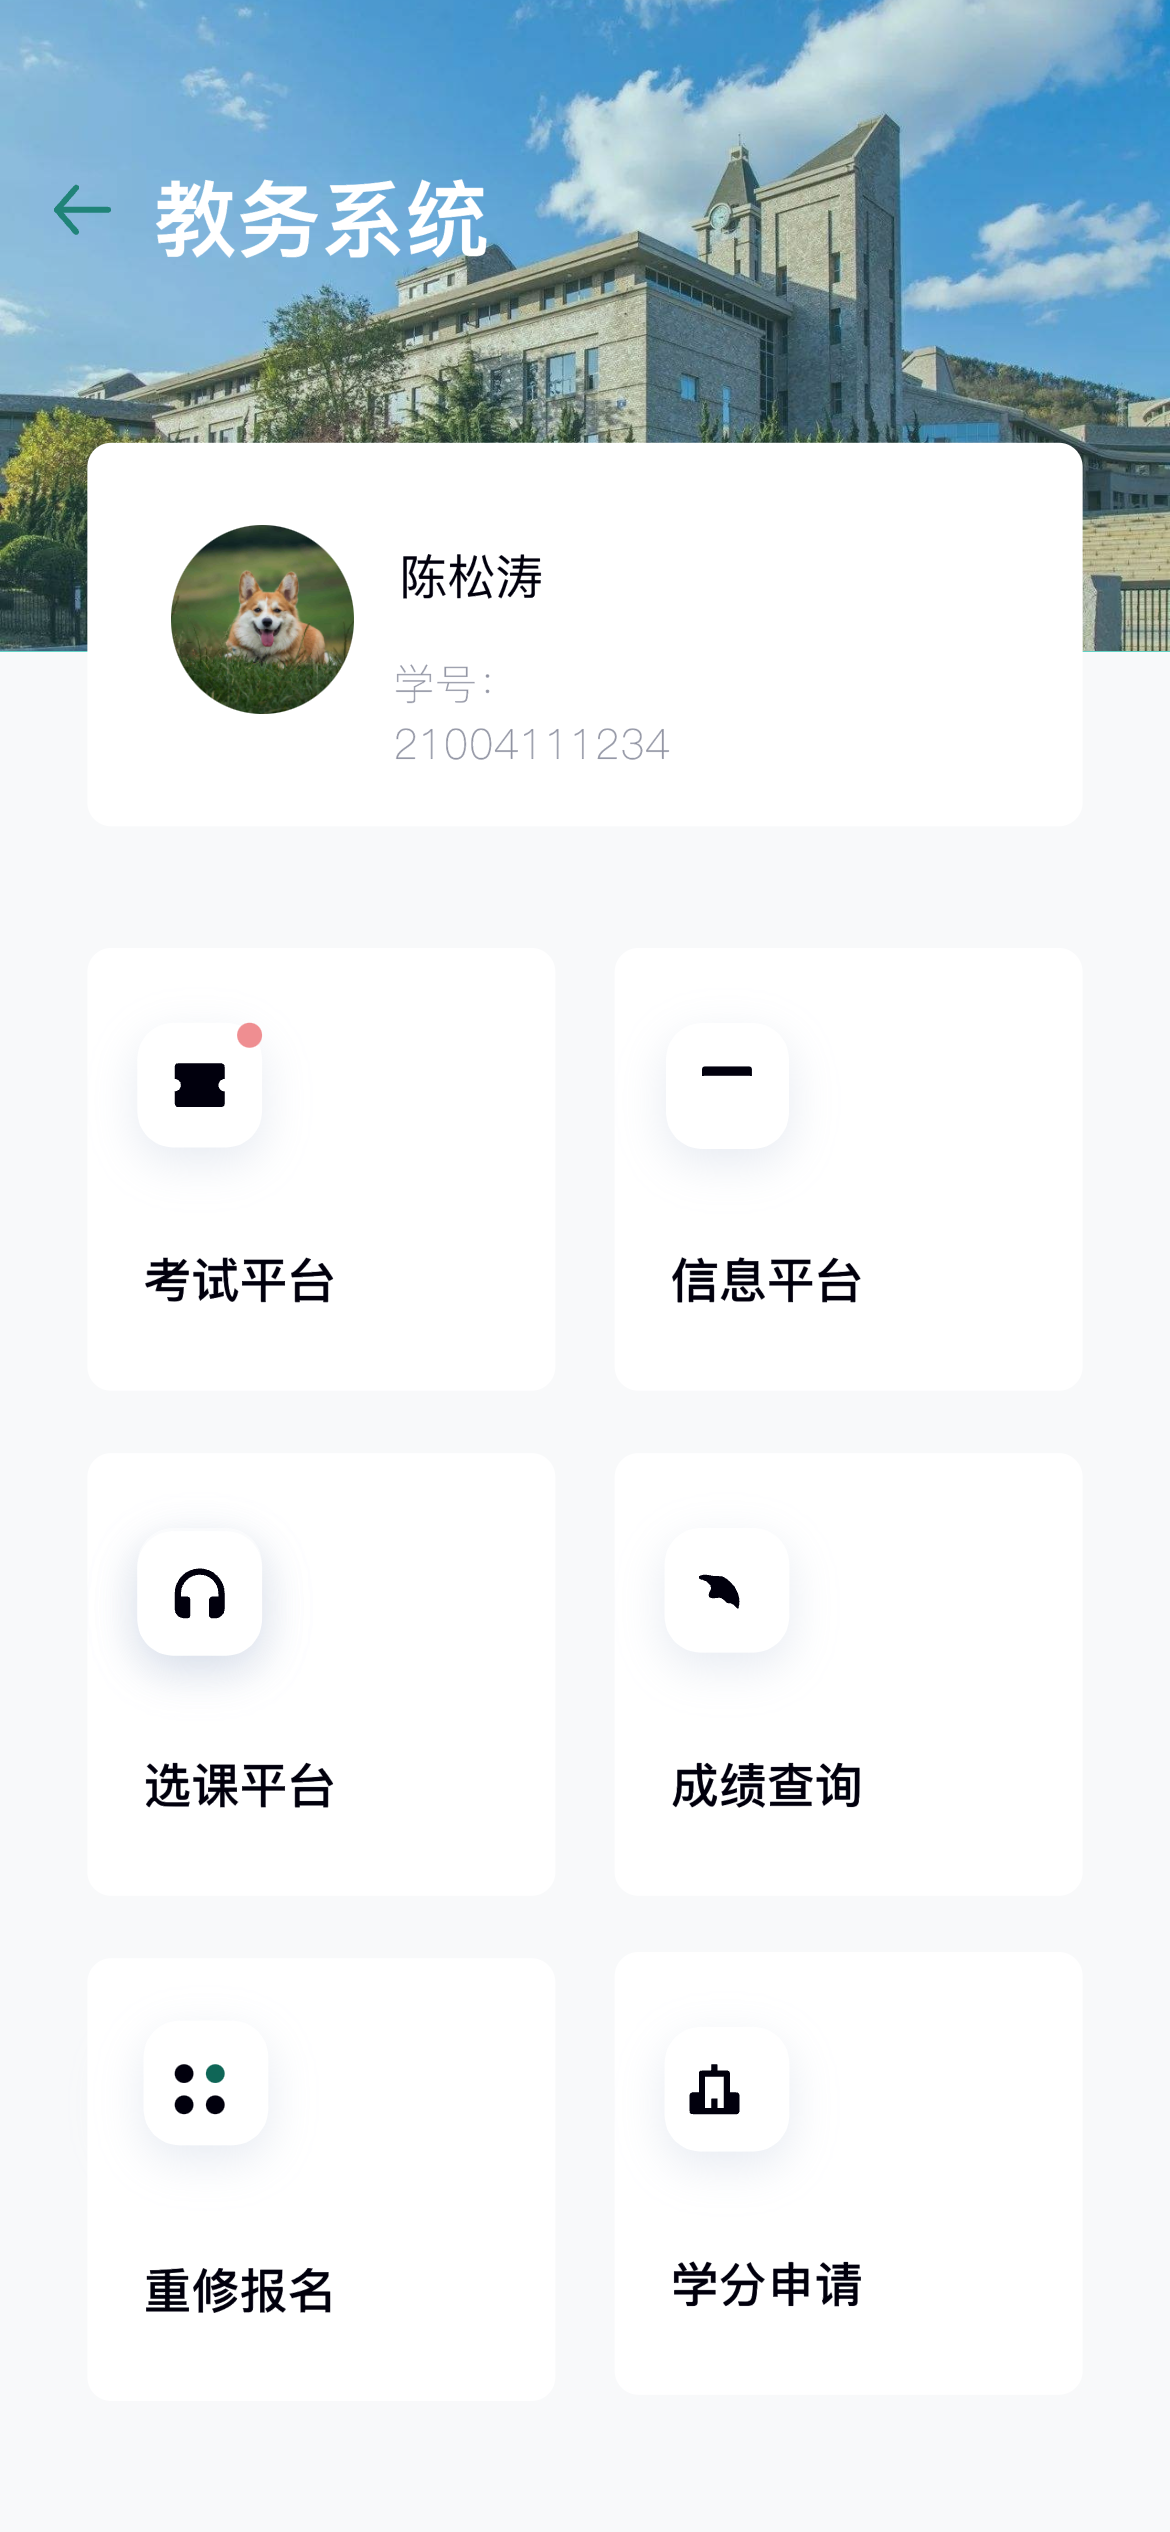 教务系统
陈松涛
学号：
21004111234
考试平台
信息平台
选课平台
成绩查询
重修报名
学分申请